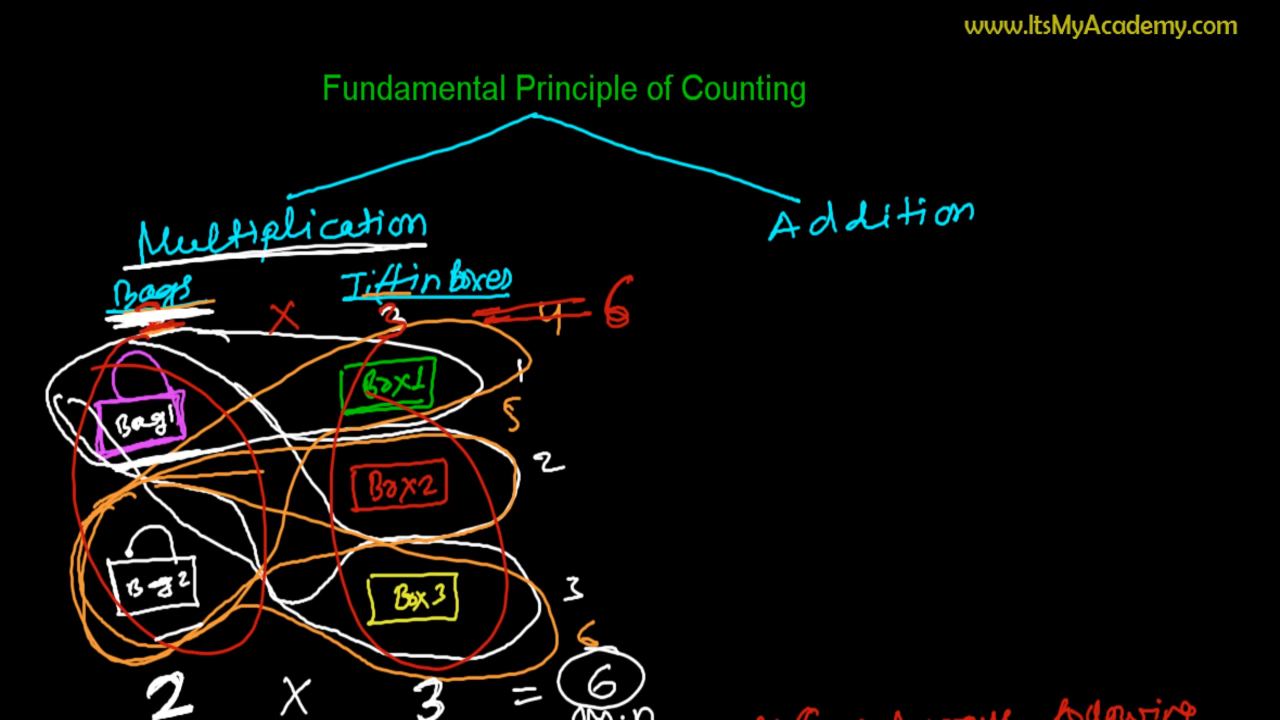 www.ItsMyAcademy.com
Fundamental Principle of Counting
Multiplication Addition
Bags Tiffin Boxes
x 3 = 4 6
Box1 1
Bag1 5
Box2 2
Bag2 Box3 3
6
2 x 3 = 6